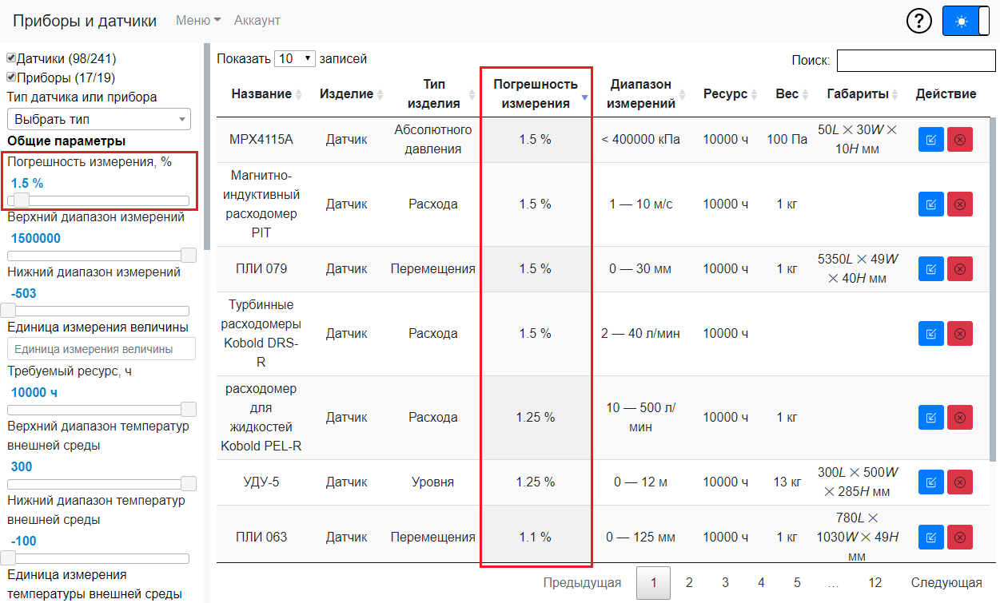 Приборы и датчики Меню Аккаунт ?
Датчики (98/241)
Приборы (17/19)
Тип датчика или прибора
Выбрать тип
Общие параметры
Погрешность измерения, %
1.5 %
Верхний диапазон измерений
1500000
Нижний диапазон измерений
-503
Единица измерения величины
Единица измерения величины
Требуемый ресурс, ч
10000 ч
Верхний диапазон температур
внешней среды
300
Нижний диапазон температур
внешней среды
-100
Единица измерения
температуры внешней среды
Показать 10 записей
Поиск:
Название Изделие Тип изделия Погрешность измерения Диапазон измерений Ресурс Вес Габариты Действие
MPX4115A Датчик Абсолютного давления 1.5 % < 400000 кПа 10000 ч 100 Па 50L × 30W × 10H мм
Магнитно-индуктивный расходомер PIT Датчик Расхода 1.5 % 1 — 10 м/с 10000 ч 1 кг
ПЛИ 079 Датчик Перемещения 1.5 % 0 — 30 мм 10000 ч 1 кг 5350L × 49W × 40H мм
Турбинные расходомеры Kobold DRS-R Датчик Расхода 1.5 % 2 — 40 л/мин 10000 ч
расходомер для жидкостей Kobold PEL-R Датчик Расхода 1.25 % 10 — 500 л/мин 10000 ч 1 кг
УДУ-5 Датчик Уровня 1.25 % 0 — 12 м 10000 ч 13 кг 300L × 500W × 285H мм
ПЛИ 063 Датчик Перемещения 1.1 % 0 — 125 мм 10000 ч 1 кг 780L × 1030W × 49H мм
Предыдущая 1 2 3 4 5 … 12 Следующая